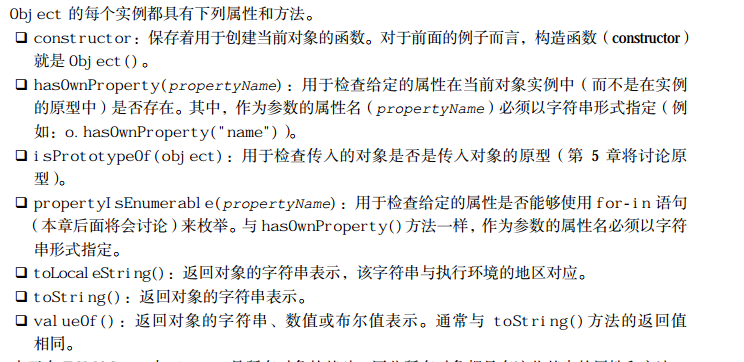 Object 的每个实例都具有下列属性和方法。
❑ constructor：保存着用于创建当前对象的函数。对于前面的例子而言，构造函数（constructor）
就是 Object()。
❑ hasOwnProperty(propertyName)：用于检查给定的属性在当前对象实例中（而不是在实例
的原型中）是否存在。其中，作为参数的属性名（propertyName）必须以字符串形式指定（例
如：o.hasOwnProperty("name")）。
❑ isPrototypeOf(object)：用于检查传入的对象是否是传入对象的原型（第 5 章将讨论原
型）。
❑ propertyIsEnumerable(propertyName)：用于检查给定的属性是否能够使用 for-in 语句
（本章后面将会讨论）来枚举。与 hasOwnProperty()方法一样，作为参数的属性名必须以字符
串形式指定。
❑ toLocaleString()：返回对象的字符串表示，该字符串与执行环境的地区对应。
❑ toString()：返回对象的字符串表示。
❑ valueOf()：返回对象的字符串、数值或布尔值表示。通常与 toString()方法的返回值
相同。